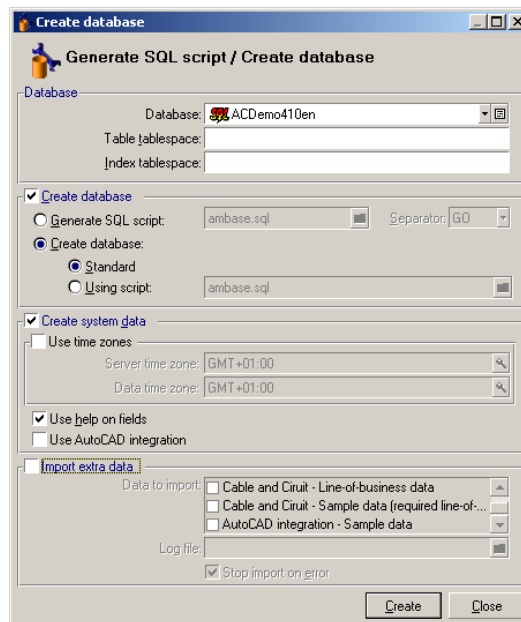 Create database
Generate SQL script / Create database
Database
Database: SQL ACDemo410en
Table tablespace:
Index tablespace:
Create database
Generate SQL script: ambase.sql Separator: GO
Create database:
Standard
Using script: ambase.sql
Create system data
Use time zones
Server time zone: GMT+01:00
Data time zone: GMT+01:00
Use help on fields
Use AutoCAD integration
Import extra data
Data to import: Cable and Ciruit - Line-of-business data
Cable and Ciruit - Sample data (required line-of-...
AutoCAD integration - Sample data
Log file:
Stop import on error
Create Close